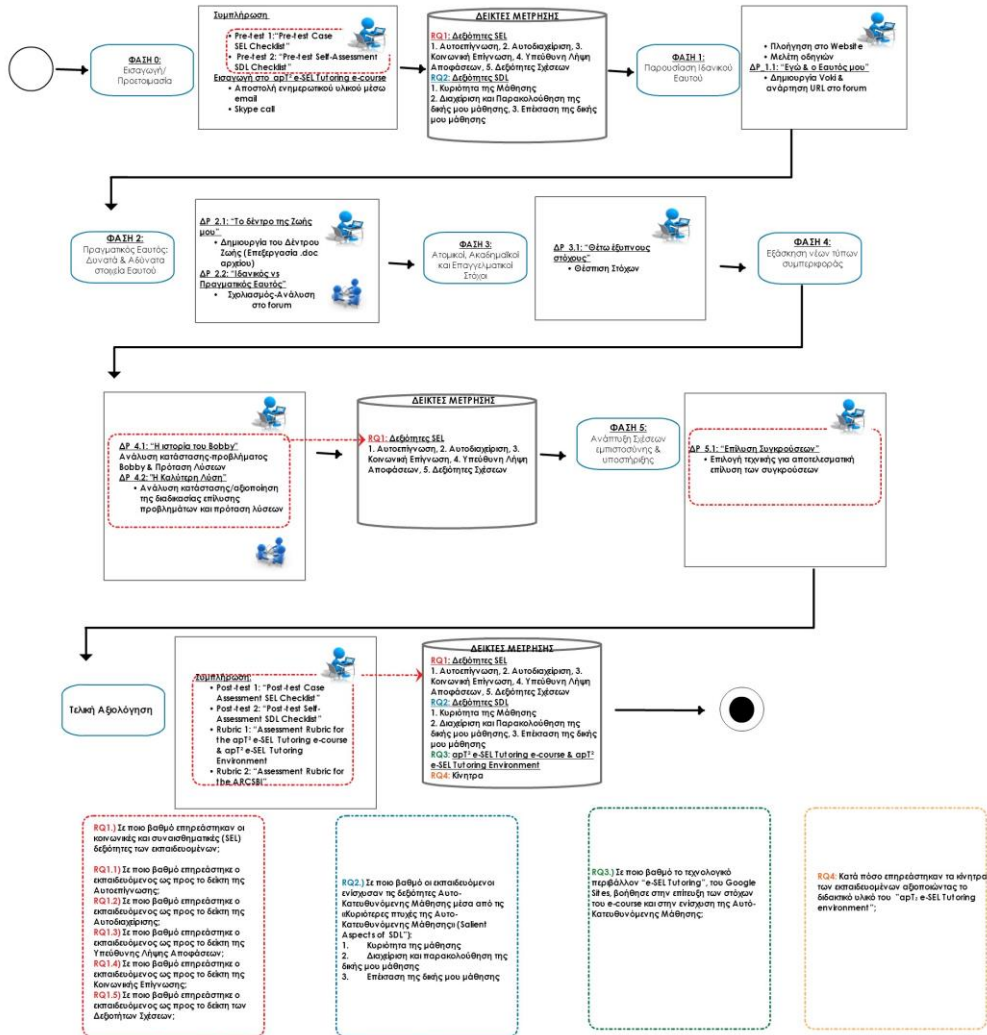 ΦΑΣΗ 0:
Εισαγωγή/
Προετοιμασία
Συμπλήρωση
• Pre-test 1:"Pre-test Case
SEL Checklist"
• Pre-test 2: "Pre-test Self-Assessment
SDL Checklist"
Εισαγωγή στο apT² e-SEL Tutoring e-course
• Αποστολή ενημερωτικού υλικού μέσω
email
• Skype call
ΔΕΙΚΤΕΣ ΜΕΤΡΗΣΗΣ
RQ1: Δεξιότητες SEL
1. Αυτοεπίγνωση, 2. Αυτοδιαχείριση, 3.
Κοινωνική Επίγνωση, 4. Υπεύθυνη Λήψη
Αποφάσεων, 5. Δεξιότητες Σχέσεων
RQ2: Δεξιότητες SDL
1. Κυριότητα της Μάθησης
2. Διαχείριση και Παρακολούθηση της
δικής μου μάθησης, 3. Επέκταση της δικής
μου μάθησης
ΦΑΣΗ 1:
Παρουσίαση Ιδανικού
Εαυτού
• Πλοήγηση στο Website
• Μελέτη οδηγιών
ΔΡ_1.1: "Εγώ & ο Εαυτός μου"
• Δημιουργία Voki &
ανάρτηση URL στο forum
ΦΑΣΗ 2:
Πραγματικός Εαυτός:
Δυνατά & Αδύνατα
στοιχεία Εαυτού
ΔΡ_2.1: "Το δέντρο της Ζωής
μου"
• Δημιουργία του Δέντρου
Ζωής (Επεξεργασία .doc
αρχείου)
ΔΡ_2.2: "Ιδανικός vs
Πραγματικός Εαυτός"
• Σχολιασμός-Ανάλυση
στο forum
ΦΑΣΗ 3:
Ατομικοί, Ακαδημαϊκοί
και Επαγγελματικοί
Στόχοι
ΔΡ_3.1: "Θέτω έξυπνους
στόχους"
• Θέσπιση Στόχων
ΦΑΣΗ 4:
Εξάσκηση νέων τύπων
συμπεριφοράς
ΔΡ_4.1: "Η ιστορία του Bobby"
Ανάλυση κατάστασης-προβλήματος
Bobby & Πρόταση Λύσεων
ΔΡ_4.2: "Η Καλύτερη Λύση"
• Ανάλυση κατάστασης/αξιοποίηση
της διαδικασίας επίλυσης
προβλημάτων και πρόταση λύσεων
ΔΕΙΚΤΕΣ ΜΕΤΡΗΣΗΣ
RQ1: Δεξιότητες SEL
1. Αυτοεπίγνωση, 2. Αυτοδιαχείριση, 3.
Κοινωνική Επίγνωση, 4. Υπεύθυνη Λήψη
Αποφάσεων, 5. Δεξιότητες Σχέσεων
ΦΑΣΗ 5:
Ανάπτυξη Σχέσεων
εμπιστοσύνης &
υποστήριξης
ΔΡ_5.1: "Επίλυση Συγκρούσεων"
• Επιλογή τεχνικής για αποτελεσματική
επίλυση των συγκρούσεων
Τελική Αξιολόγηση
Συμπλήρωση:
• Post-test 1: "Post-test Case
Assessment SEL Checklist"
• Post-test 2: "Post-test Self-
Assessment SDL Checklist"
• Rubric 1: "Assessment Rubric for
the apT² e-SEL Tutoring e-course
& apT² e-SEL Tutoring
Environment
• Rubric 2: "Assessment Rubric for
the ARCSBI"
ΔΕΙΚΤΕΣ ΜΕΤΡΗΣΗΣ
RQ1: Δεξιότητες SEL
1. Αυτοεπίγνωση, 2. Αυτοδιαχείριση, 3.
Κοινωνική Επίγνωση, 4. Υπεύθυνη Λήψη
Αποφάσεων, 5. Δεξιότητες Σχέσεων
RQ2: Δεξιότητες SDL
1. Κυριότητα της Μάθησης
2. Διαχείριση και Παρακολούθηση της
δικής μου μάθησης, 3. Επέκταση της δικής
μου μάθησης
RQ3: apT² e-SEL Tutoring e-course & apT²
e-SEL Tutoring Environment
RQ4: Κίνητρα
RQ1.) Σε ποιο βαθμό επηρεάστηκαν οι
κοινωνικές και συναισθηματικές (SEL)
δεξιότητες των εκπαιδευομένων;
RQ1.1) Σε ποιο βαθμό επηρεάστηκε ο
εκπαιδευόμενος ως προς το δείκτη της
Αυτοεπίγνωσης;
RQ1.2) Σε ποιο βαθμό επηρεάστηκε ο
εκπαιδευόμενος ως προς το δείκτη της
Αυτοδιαχείρισης;
RQ1.3) Σε ποιο βαθμό επηρεάστηκε ο
εκπαιδευόμενος ως προς το δείκτη της
Υπεύθυνης Λήψης Αποφάσεων;
RQ1.4) Σε ποιο βαθμό επηρεάστηκε ο
εκπαιδευόμενος ως προς το δείκτη της
Κοινωνικής Επίγνωσης;
RQ1.5) Σε ποιο βαθμό επηρεάστηκε ο
εκπαιδευόμενος ως προς το δείκτη των
Δεξιοτήτων Σχέσεων;
RQ2.) Σε ποιο βαθμό οι εκπαιδευόμενοι
ενίσχυσαν τις δεξιότητες Αυτο-
Κατευθυνόμενης Μάθησης μέσα από τις
«Κυριότερες πτυχές της Αυτο-
Κατευθυνόμενης Μάθησης» (Salient
Aspects of SDL"):
1. Κυριότητα της μάθησης
2. Διαχείριση και παρακολούθηση της
δικής μου μάθησης
3. Επέκταση της δικής μου μάθησης
RQ3.) Σε ποιο βαθμό το τεχνολογικό
περιβάλλον "e-SEL Tutoring", του Google
Sites, βοήθησε στην επίτευξη των στόχων
του e-course και στην ενίσχυση της Αυτό-
Κατευθυνόμενης Μάθησης;
RQ4: Κατά πόσο επηρεάστηκαν τα κίνητρα
των εκπαιδευομένων αξιοποιώντας το
διδακτικό υλικό του "apT₂ e-SEL Tutoring
environment";